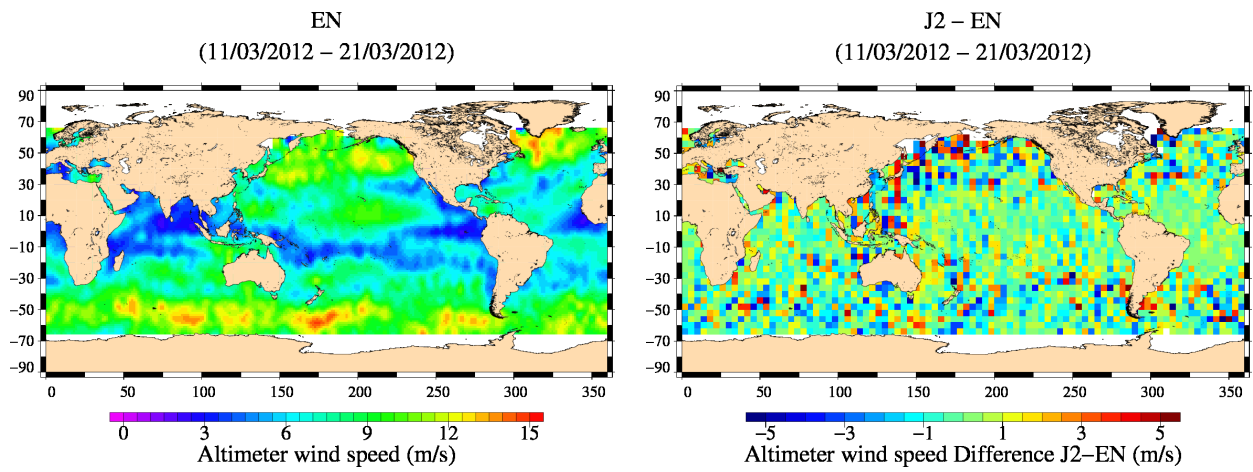 EN
(11/03/2012 – 21/03/2012)
90
70
50
30
10
−10
−30
−50
−70
−90
50 100 150 200 250 300 350
0 3 6 9 12 15
Altimeter wind speed (m/s)
J2 – EN
(11/03/2012 – 21/03/2012)
90
70
50
30
10
−10
−30
−50
−70
−90
50 100 150 200 250 300 350
−5 −3 −1 1 3 5
Altimeter wind speed Difference J2−EN (m/s)